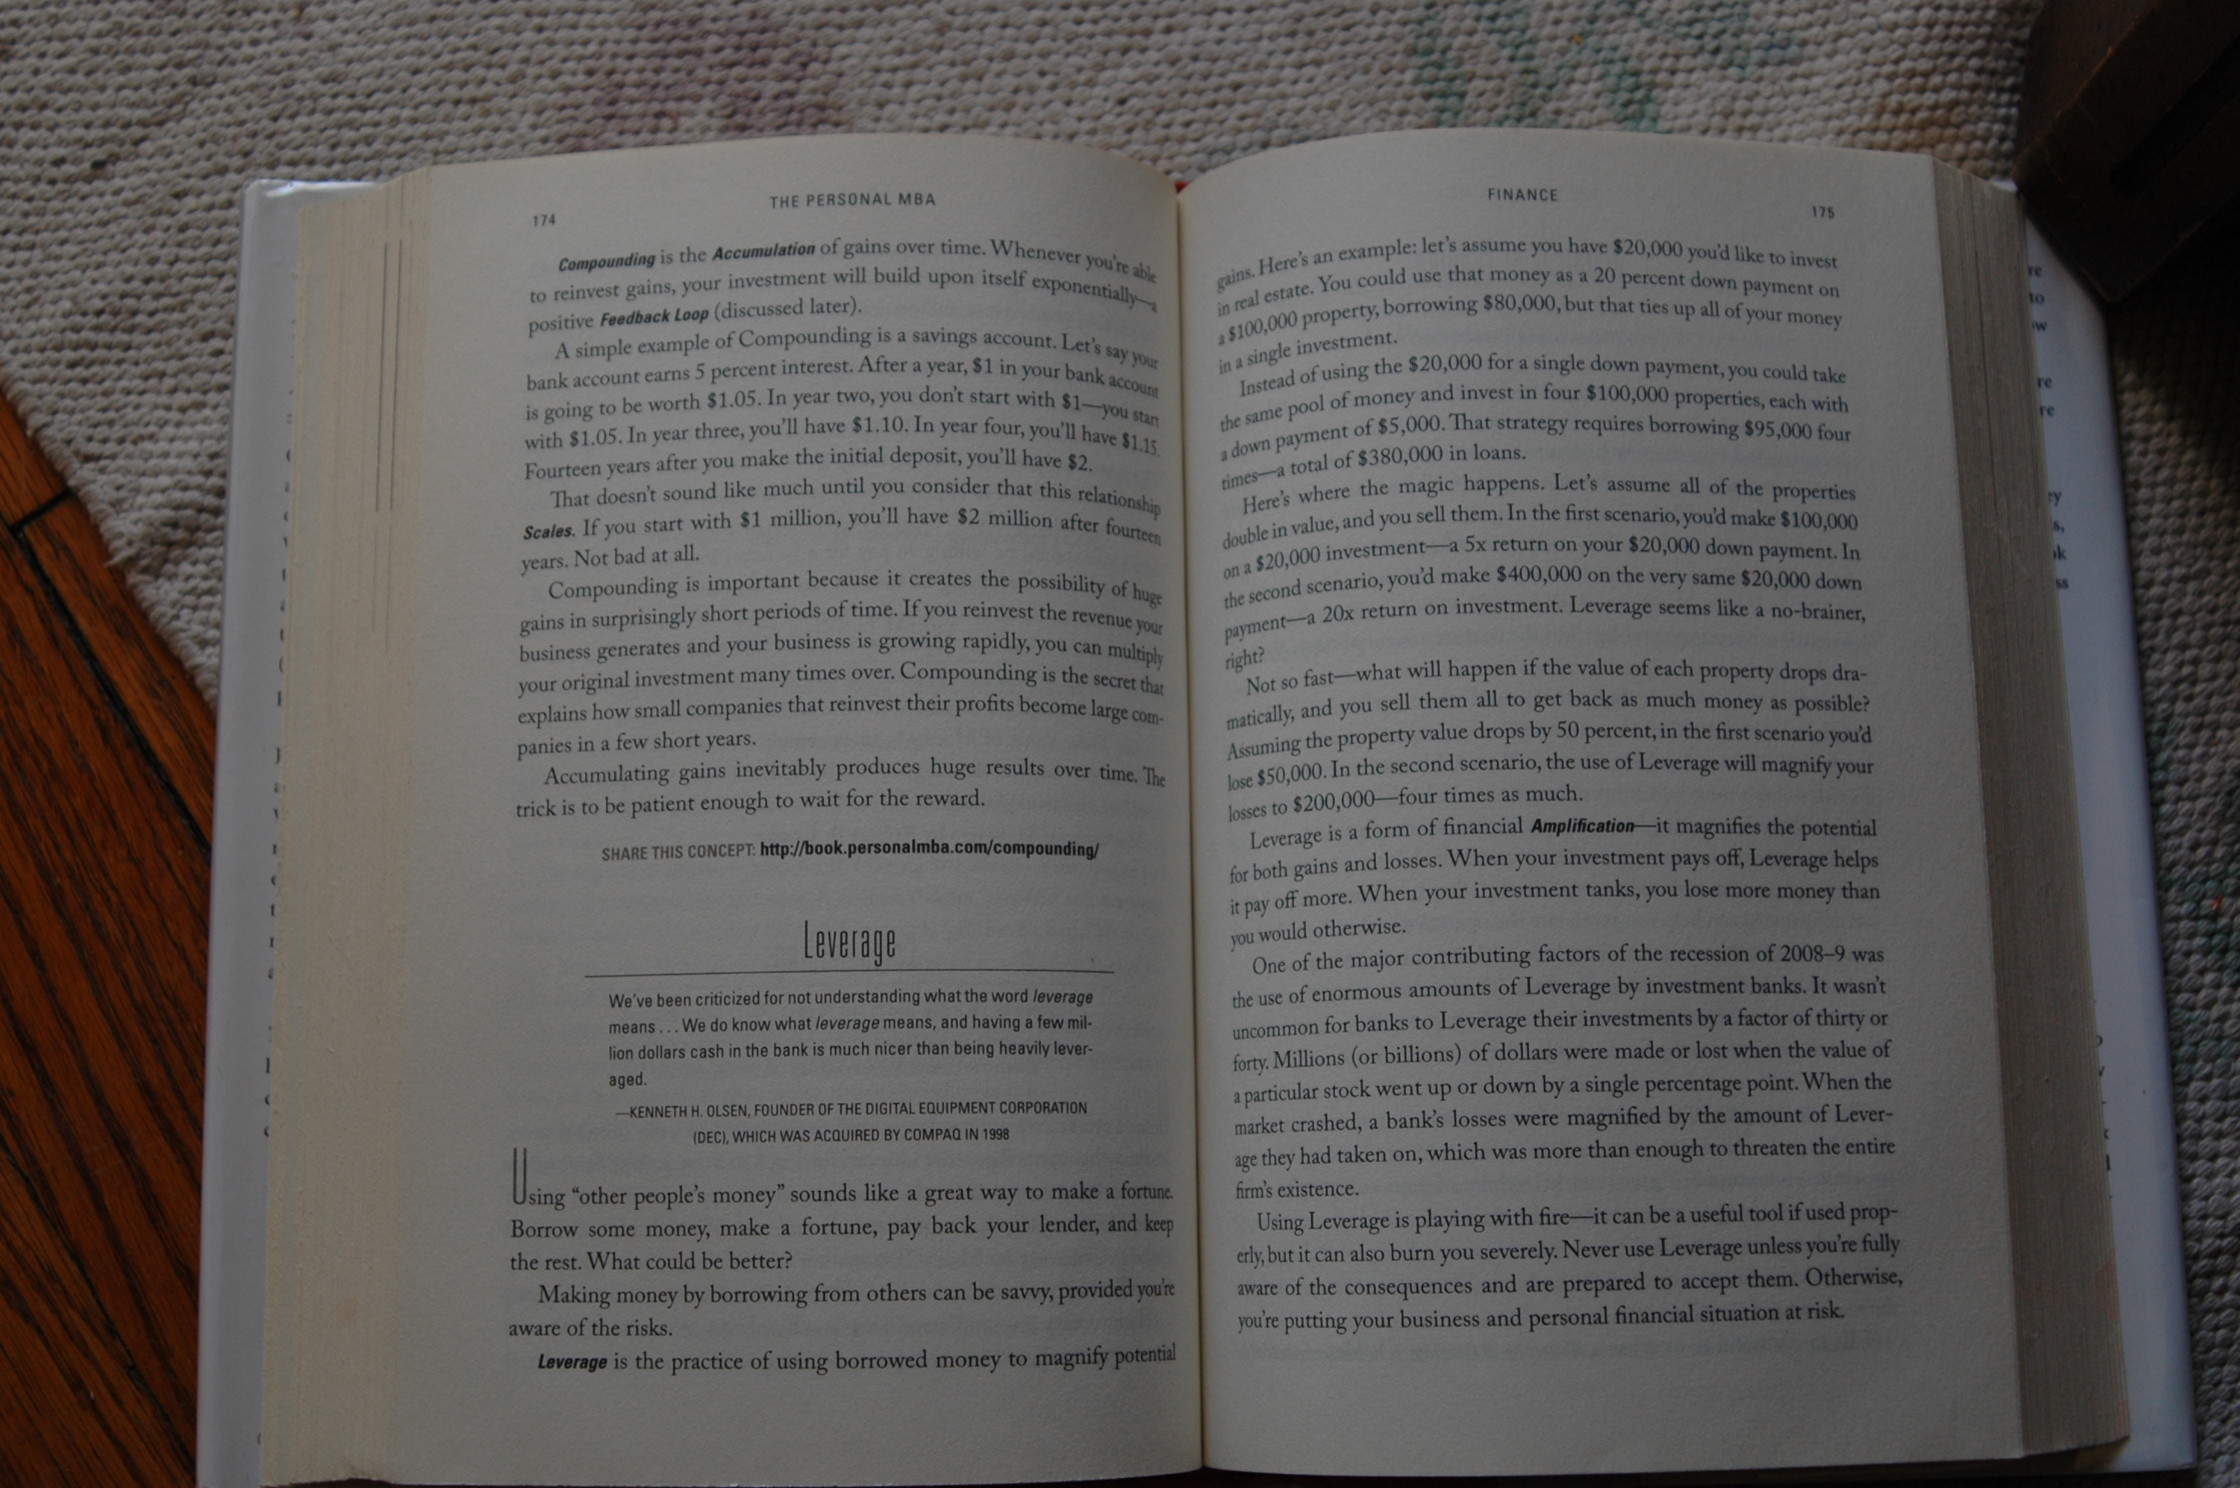 174
THE PERSONAL MBA
Compounding is the Accumulation of gains over time. Whenever you're able
to reinvest gains, your investment will build upon itself exponentially—a
positive Feedback Loop (discussed later).
A simple example of Compounding is a savings account. Let's say your
bank account earns 5 percent interest. After a year, $1 in your bank account
is going to be worth $1.05. In year two, you don't start with $1—you start
with $1.05. In year three, you'll have $1.10. In year four, you'll have $1.15.
Fourteen years after you make the initial deposit, you'll have $2.
That doesn't sound like much until you consider that this relationship
Scales. If you start with $1 million, you'll have $2 million after fourteen
years. Not bad at all.
Compounding is important because it creates the possibility of huge
gains in surprisingly short periods of time. If you reinvest the revenue your
business generates and your business is growing rapidly, you can multiply
your original investment many times over. Compounding is the secret that
explains how small companies that reinvest their profits become large com-
panies in a few short years.
Accumulating gains inevitably produces huge results over time. The
trick is to be patient enough to wait for the reward.
SHARE THIS CONCEPT: http://book.personalmba.com/compounding/
Leverage
We've been criticized for not understanding what the word leverage
means . . . We do know what leverage means, and having a few mil-
lion dollars cash in the bank is much nicer than being heavily lever-
aged.
—KENNETH H. OLSEN, FOUNDER OF THE DIGITAL EQUIPMENT CORPORATION
(DEC), WHICH WAS ACQUIRED BY COMPAQ IN 1998
Using “other people's money” sounds like a great way to make a fortune.
Borrow some money, make a fortune, pay back your lender, and keep
the rest. What could be better?
Making money by borrowing from others can be savvy, provided you're
aware of the risks.
Leverage is the practice of using borrowed money to magnify potential
FINANCE
175
gains. Here's an example: let's assume you have $20,000 you'd like to invest
in real estate. You could use that money as a 20 percent down payment on
a $100,000 property, borrowing $80,000, but that ties up all of your money
in a single investment.
Instead of using the $20,000 for a single down payment, you could take
the same pool of money and invest in four $100,000 properties, each with
a down payment of $5,000. That strategy requires borrowing $95,000 four
times—a total of $380,000 in loans.
Here's where the magic happens. Let's assume all of the properties
double in value, and you sell them. In the first scenario, you'd make $100,000
on a $20,000 investment—a 5x return on your $20,000 down payment. In
the second scenario, you'd make $400,000 on the very same $20,000 down
payment—a 20x return on investment. Leverage seems like a no-brainer,
right?
Not so fast—what will happen if the value of each property drops dra-
matically, and you sell them all to get back as much money as possible?
Assuming the property value drops by 50 percent, in the first scenario you'd
lose $50,000. In the second scenario, the use of Leverage will magnify your
losses to $200,000—four times as much.
Leverage is a form of financial Amplification—it magnifies the potential
for both gains and losses. When your investment pays off, Leverage helps
it pay off more. When your investment tanks, you lose more money than
you would otherwise.
One of the major contributing factors of the recession of 2008–9 was
the use of enormous amounts of Leverage by investment banks. It wasn't
uncommon for banks to Leverage their investments by a factor of thirty or
forty. Millions (or billions) of dollars were made or lost when the value of
a particular stock went up or down by a single percentage point. When the
market crashed, a bank's losses were magnified by the amount of Lever-
age they had taken on, which was more than enough to threaten the entire
firm's existence.
Using Leverage is playing with fire—it can be a useful tool if used prop-
erly, but it can also burn you severely. Never use Leverage unless you're fully
aware of the consequences and are prepared to accept them. Otherwise,
you're putting your business and personal financial situation at risk.